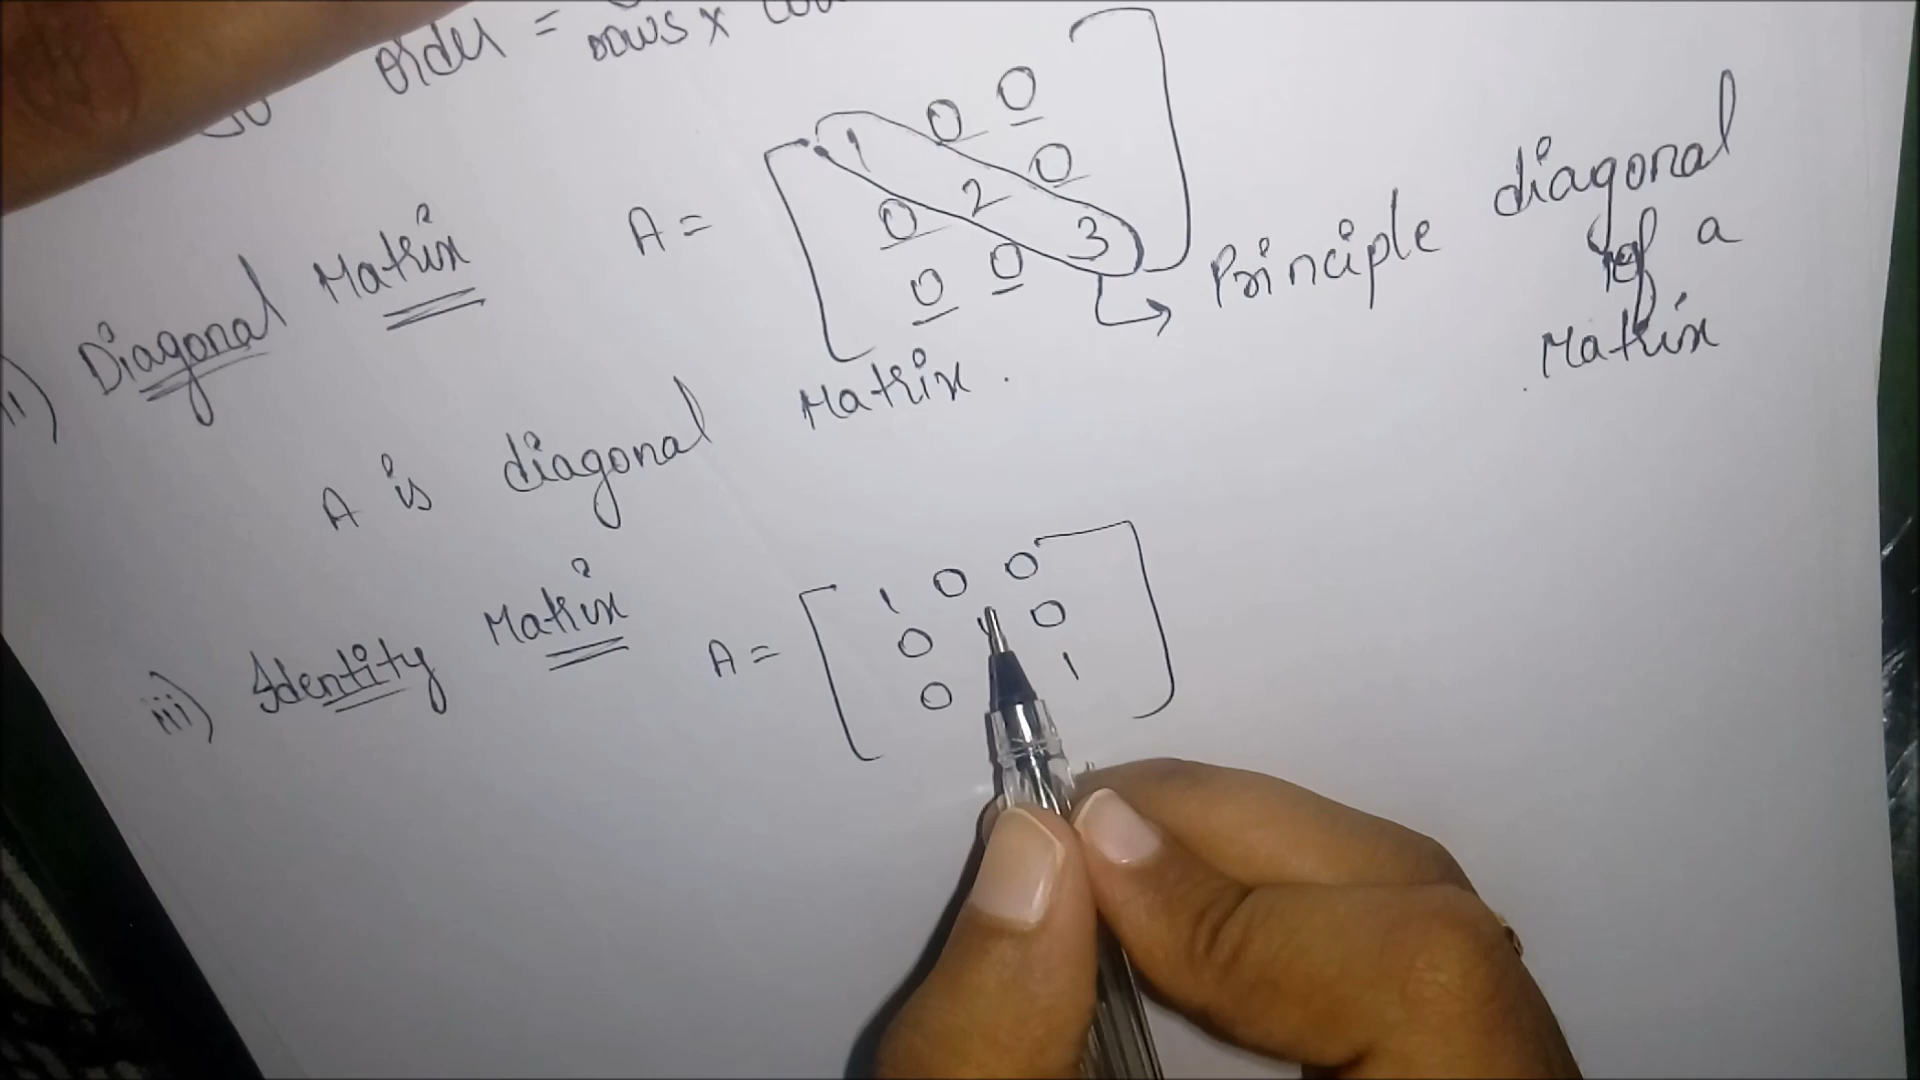 order = rows x
ii) Diagonal Matrix A = 1 0 0
0 2 0
0 0 3
Principle diagonal
of a
Matrix
A is diagonal Matrix.
iii) Identity Matrix A = 1 0 0
0 1 0
0 1